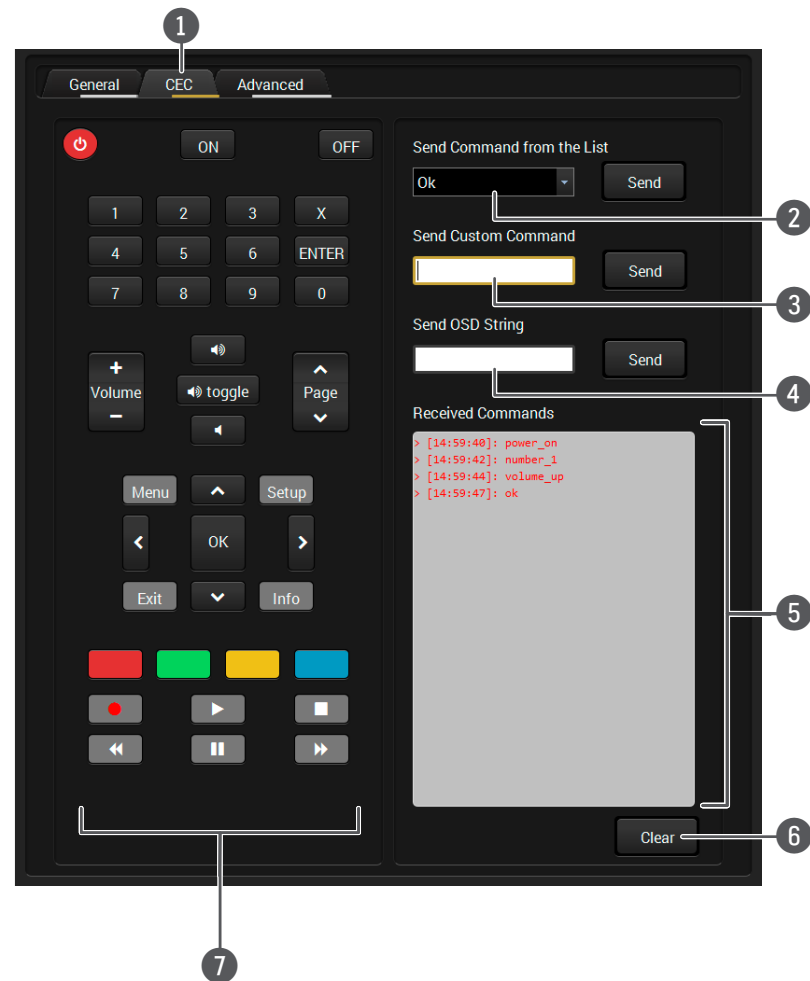 1
General CEC Advanced
ON OFF
1 2 3 X
4 5 6 ENTER
7 8 9 0
+
Volume
−
toggle
Page
Menu Setup
OK
Exit Info
Send Command from the List
Ok Send
2
Send Custom Command
Send
3
Send OSD String
Send
4
Received Commands
> [14:59:40]: power_on
> [14:59:42]: number_1
> [14:59:44]: volume_up
> [14:59:47]: ok
5
Clear
6
7